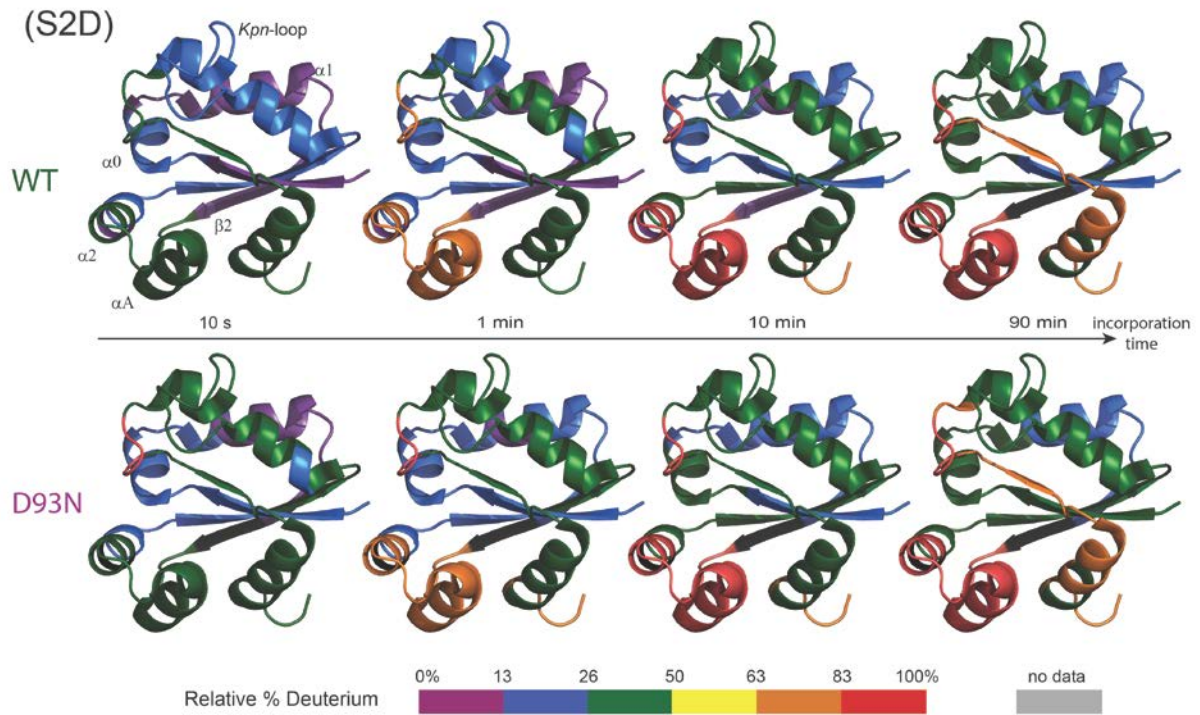 (S2D)
Kpn-loop
α1
α0
WT
β2
α2
αA
10 s
1 min
10 min
90 min
incorporation
time
D93N
0% 13 26 50 63 83 100%
no data
Relative % Deuterium